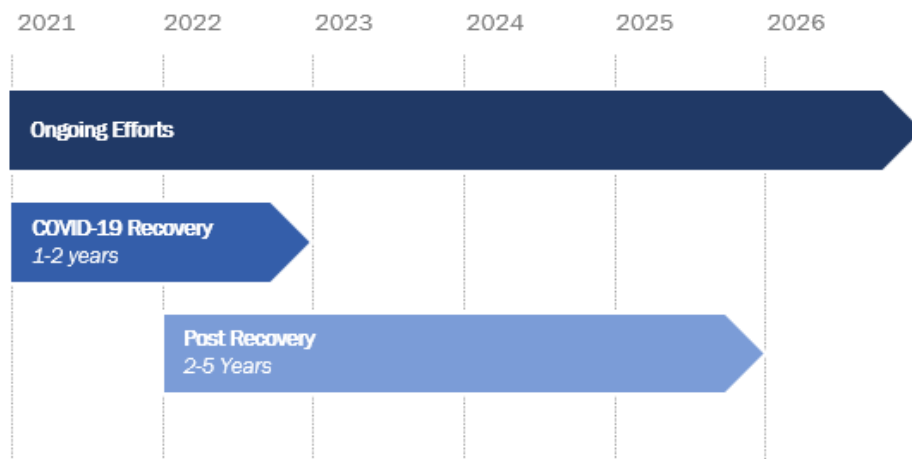 2021 2022 2023 2024 2025 2026
Ongoing Efforts
COVID-19 Recovery
1-2 years
Post Recovery
2-5 Years